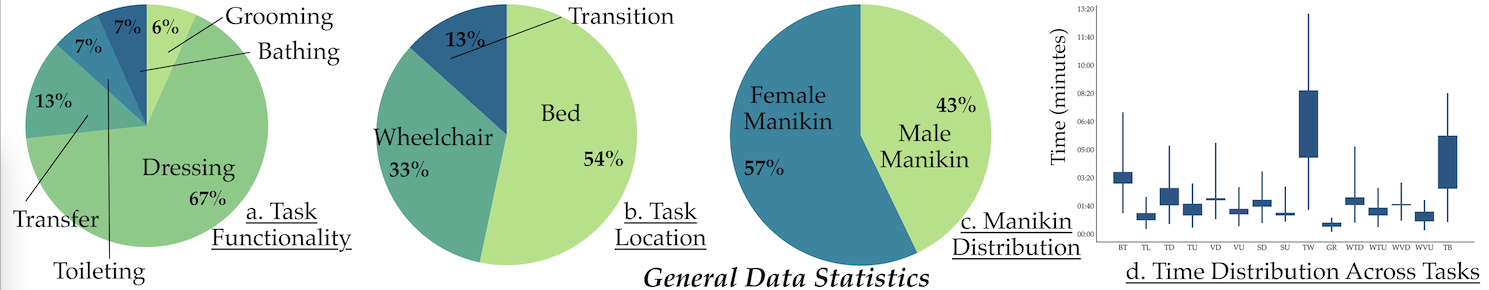 7%
6%
Grooming
7%
Bathing
13%
Dressing
67%
Transfer
Toileting
a. Task
Functionality
13%
Transition
Bed
Wheelchair
33%
54%
b. Task
Location
Female
Manikin
57%
43%
Male
Manikin
c. Manikin
Distribution
General Data Statistics
Time (minutes)
13:20
11:40
10:00
08:20
06:40
05:00
03:20
01:40
00:00
BT TL TD TU VD VU SD SU TW GR WTD WTU WVD WVU TB
d. Time Distribution Across Tasks